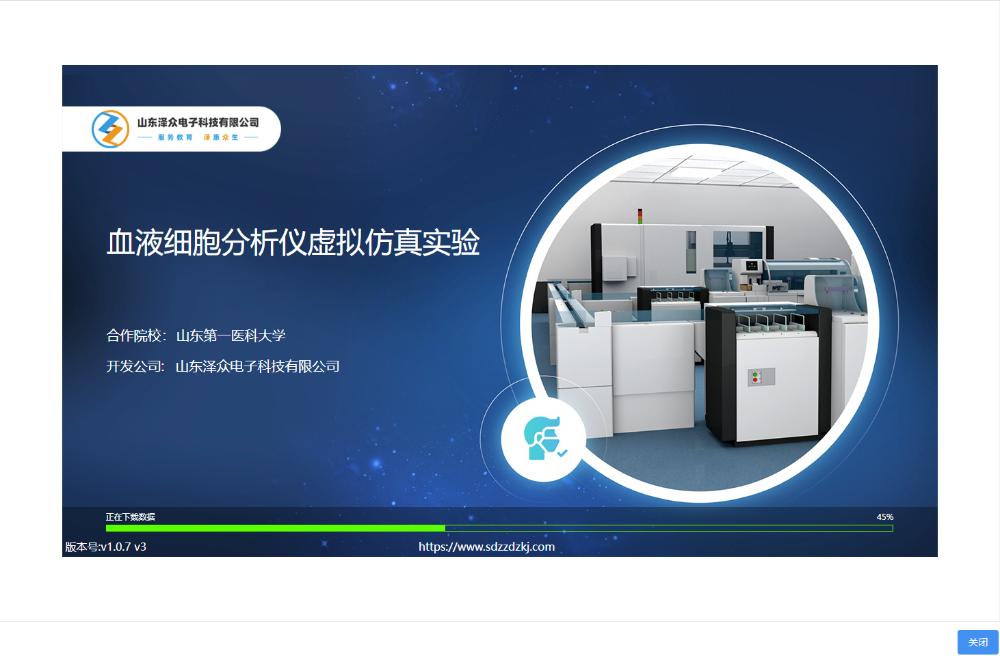 山东泽众电子科技有限公司
服务教育 泽惠众生
血液细胞分析仪虚拟仿真实验
合作院校: 山东第一医科大学
开发公司: 山东泽众电子科技有限公司
正在下载数据 45%
版本号:v1.0.7 v3 https://www.sdzzdzkj.com
关闭